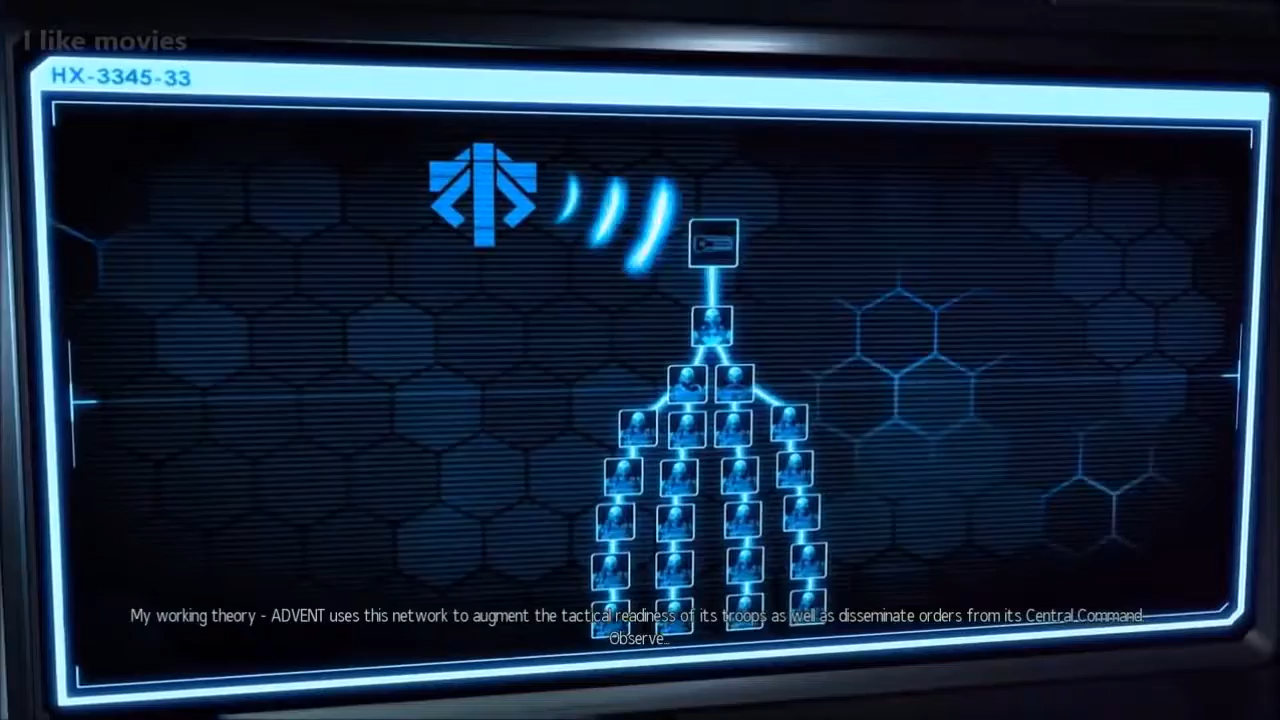 I like movies
HX-3345-33
My working theory - ADVENT uses this network to augment the tactical readiness of its troops as well as disseminate orders from its Central Command.
Observe...